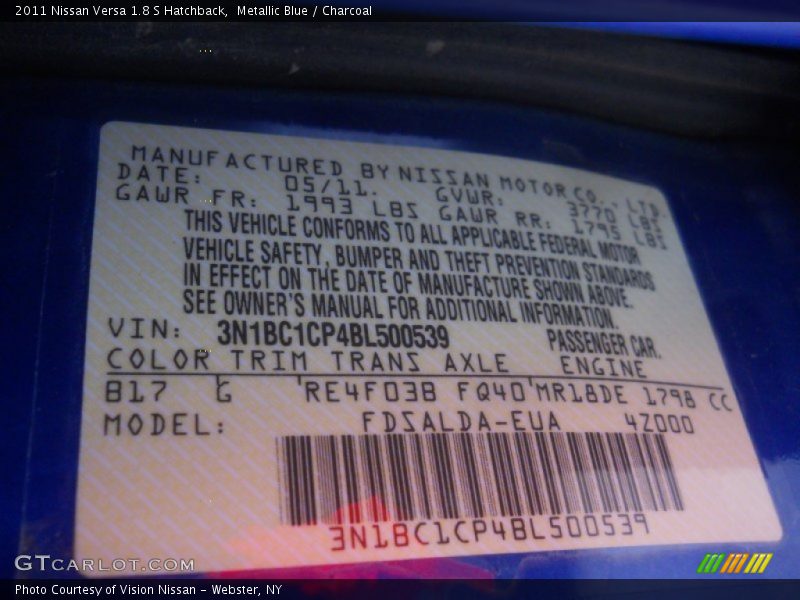 2011 Nissan Versa 1.8 S Hatchback,  Metallic Blue / Charcoal
MANUFACTURED BY NISSAN MOTOR CO., LTD.
DATE: 05/11. GVWR: 3770 LBS
GAWR FR: 1993 LBS GAWR RR: 1795 LBS
THIS VEHICLE CONFORMS TO ALL APPLICABLE FEDERAL MOTOR
VEHICLE SAFETY, BUMPER AND THEFT PREVENTION STANDARDS
IN EFFECT ON THE DATE OF MANUFACTURE SHOWN ABOVE.
SEE OWNER'S MANUAL FOR ADDITIONAL INFORMATION.
VIN: 3N1BC1CP4BL500539 PASSENGER CAR.
COLOR TRIM TRANS AXLE ENGINE
B17 G RE4F03B FQ40 MR18DE 1798 CC
MODEL: FDSALDA-EUA 4Z000
3N1BC1CP4BL500539
GTCARLOT.COM
Photo Courtesy of Vision Nissan – Webster, NY